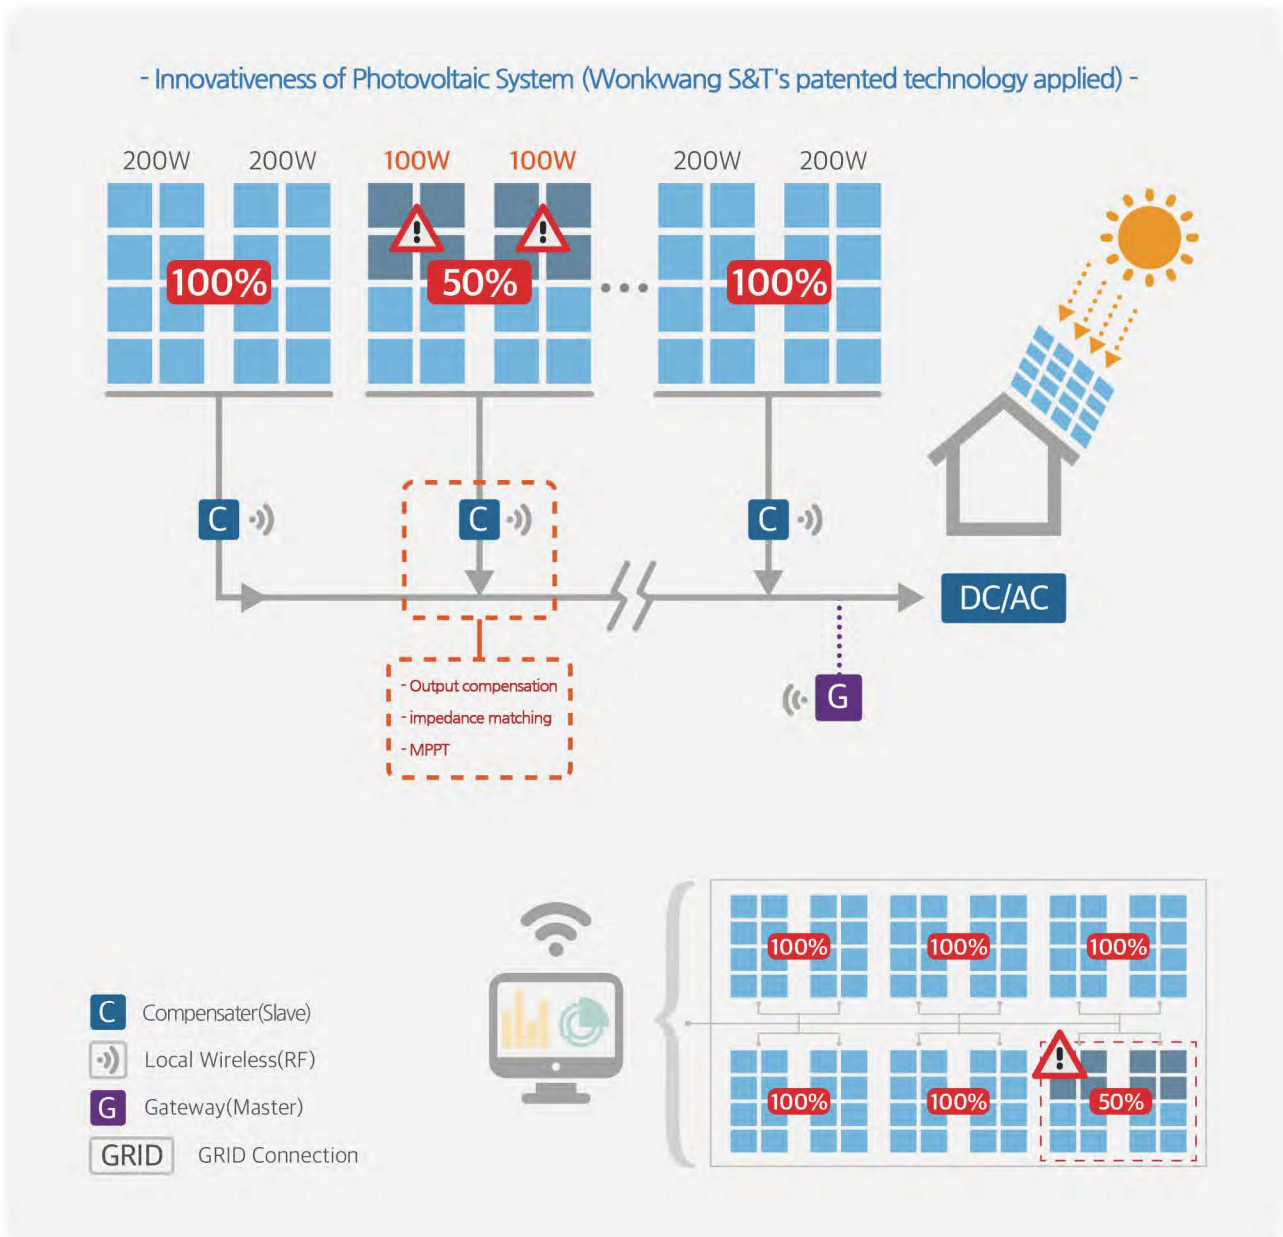 - Innovativeness of Photovoltaic System (Wonkwang S&T's patented technology applied) -
200W 200W 100W 100W 200W 200W
100% 50% 100%
C C C
DC/AC
G
- Output compensation
- impedance matching
- MPPT
100% 100% 100%
100% 100% 50%
C Compensater(Slave)
Local Wireless(RF)
G Gateway(Master)
GRID GRID Connection